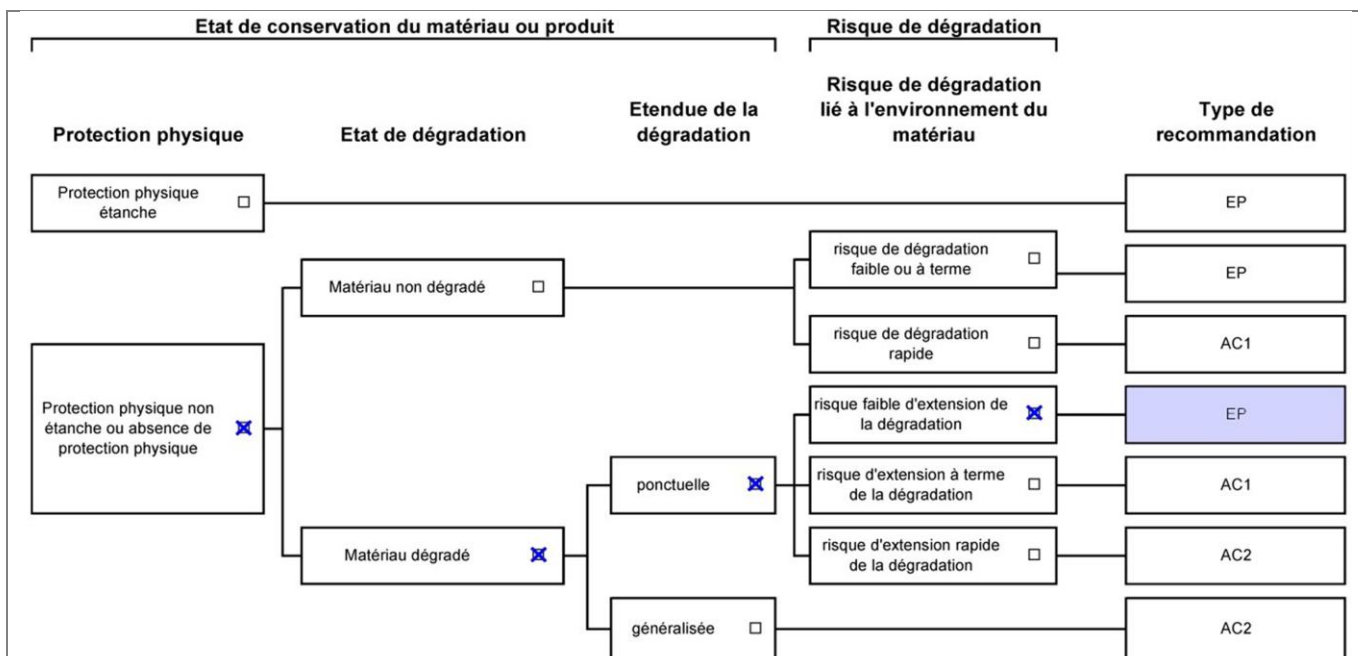 Etat de conservation du matériau ou produit
Risque de dégradation
Protection physique
Etat de dégradation
Etendue de la
dégradation
Risque de dégradation
lié à l'environnement du
matériau
Type de
recommandation
Protection physique
étanche
EP
risque de dégradation
faible ou à terme
EP
Matériau non dégradé
risque de dégradation
rapide
AC1
Protection physique non
étanche ou absence de
protection physique
risque faible d'extension de
la dégradation
EP
ponctuelle
risque d'extension à terme
de la dégradation
AC1
Matériau dégradé
risque d'extension rapide
de la dégradation
AC2
généralisée
AC2